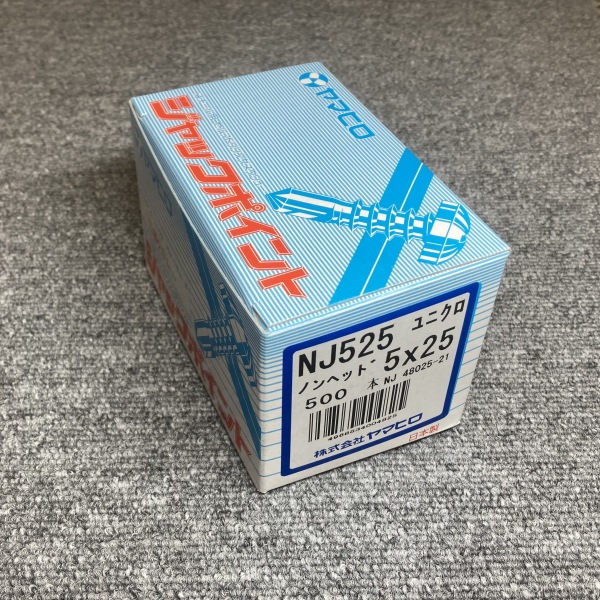 ヤマヒロ
ジャックポイント
NJ525 ユニクロ
ノンヘット・5x25
500 本 NJ 48025-21
株式会社ヤマヒロ
日本製